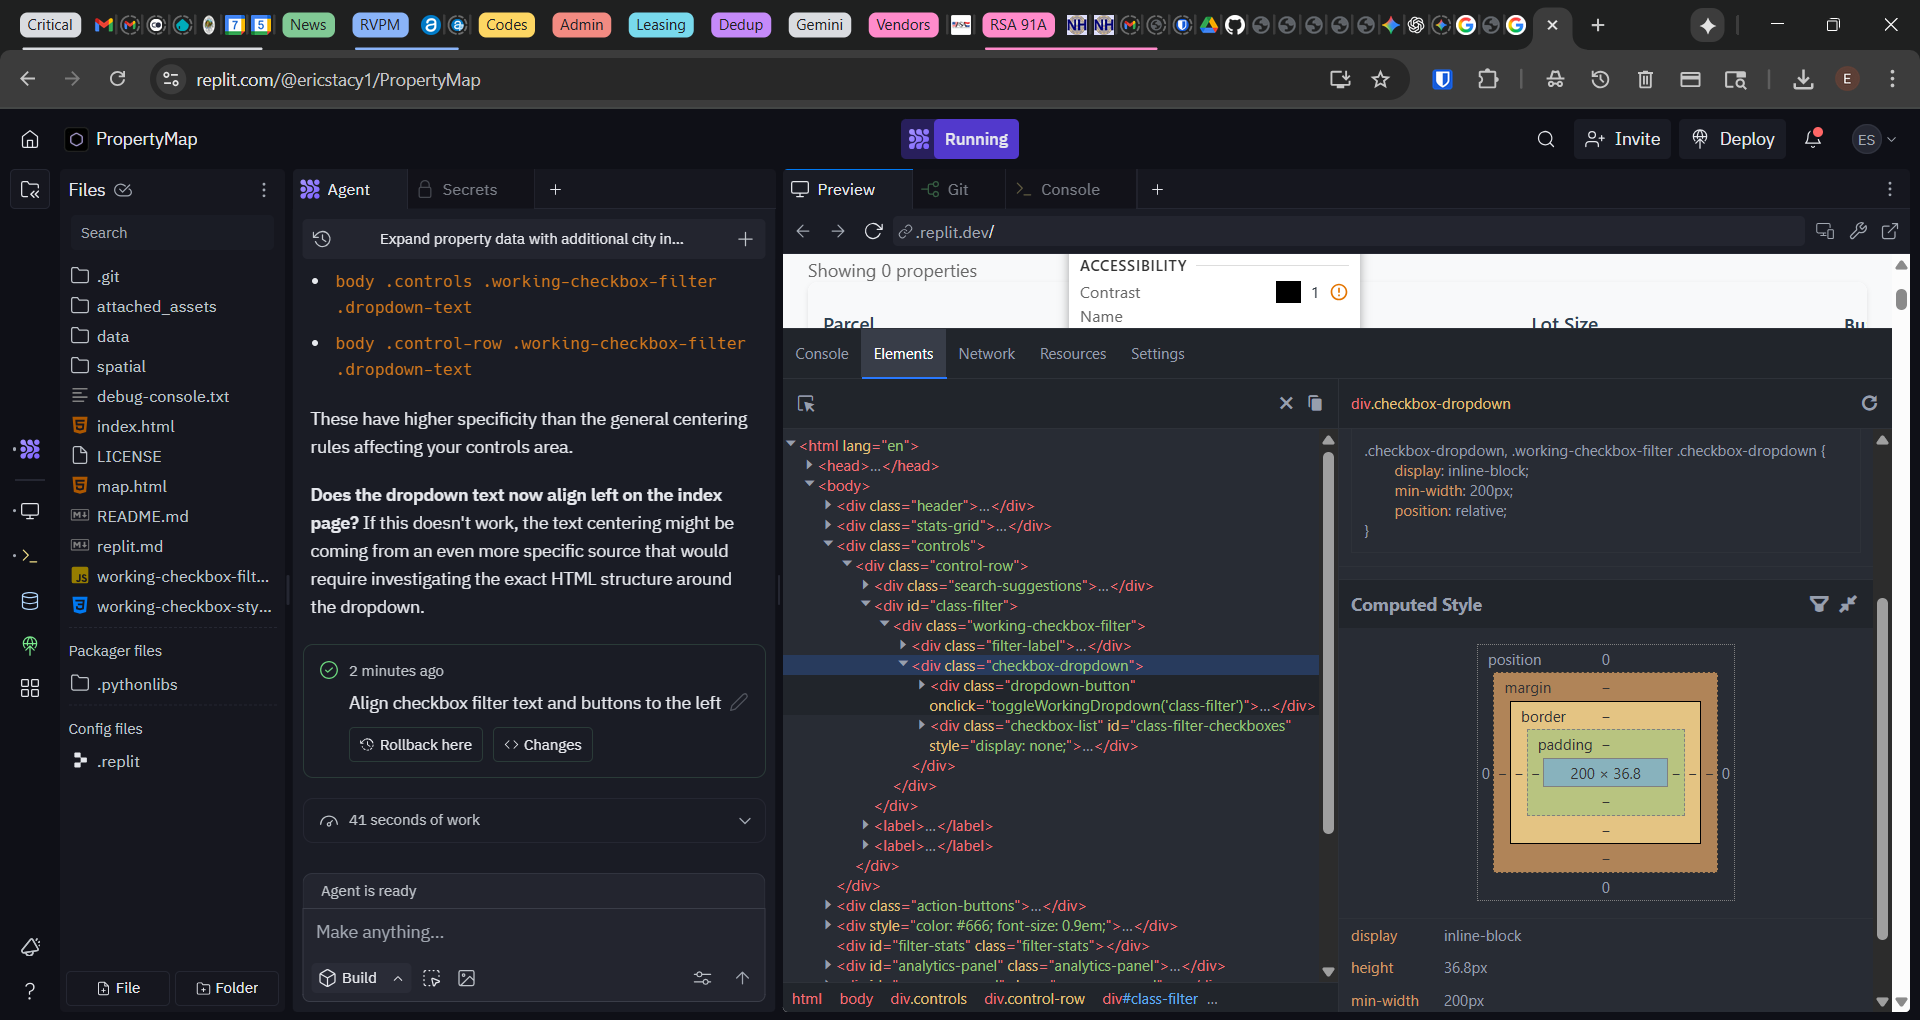 Critical
7
5
News
RVPM
Codes
Admin
Leasing
Dedup
Gemini
Vendors
RSA 91A
NH
NH
replit.com/@ericstacy1/PropertyMap
E
PropertyMap
Running
Invite
Deploy
ES
Files
Agent
Secrets
Preview
Git
Console
Search
Expand property data with additional city in...
.replit.dev/
.git
attached_assets
data
spatial
debug-console.txt
index.html
LICENSE
map.html
README.md
replit.md
working-checkbox-filt...
working-checkbox-sty...
Packager files
.pythonlibs
Config files
.replit
File
Folder
body .controls .working-checkbox-filter
.dropdown-text
body .control-row .working-checkbox-filter
.dropdown-text
These have higher specificity than the general centering
rules affecting your controls area.
Does the dropdown text now align left on the index
page? If this doesn't work, the text centering might be
coming from an even more specific source that would
require investigating the exact HTML structure around
the dropdown.
2 minutes ago
Align checkbox filter text and buttons to the left
Rollback here
Changes
41 seconds of work
Agent is ready
Make anything...
Build
Showing 0 properties
ACCESSIBILITY
Contrast
1
Name
Parcel
Lot Size
Bu
Console
Elements
Network
Resources
Settings
<html lang="en">
<head>...</head>
<body>
<div class="header">...</div>
<div class="stats-grid">...</div>
<div class="controls">
<div class="control-row">
<div class="search-suggestions">...</div>
<div id="class-filter">
<div class="working-checkbox-filter">
<div class="filter-label">...</div>
<div class="checkbox-dropdown">
<div class="dropdown-button"
onclick="toggleWorkingDropdown('class-filter')">...</div>
<div class="checkbox-list" id="class-filter-checkboxes"
style="display: none;">...</div>
</div>
</div>
</div>
<label>...</label>
<label>...</label>
</div>
</div>
<div class="action-buttons">...</div>
<div style="color: #666; font-size: 0.9em;">...</div>
<div id="filter-stats" class="filter-stats"></div>
<div id="analytics-panel" class="analytics-panel">...</div>
html body div.controls div.control-row div#class-filter ...
div.checkbox-dropdown
.checkbox-dropdown, .working-checkbox-filter .checkbox-dropdown {
display: inline-block;
min-width: 200px;
position: relative;
}
Computed Style
position 0
margin –
border –
padding –
0 – – – 200 × 36.8 – – – 0
–
–
–
0
display inline-block
height 36.8px
min-width 200px